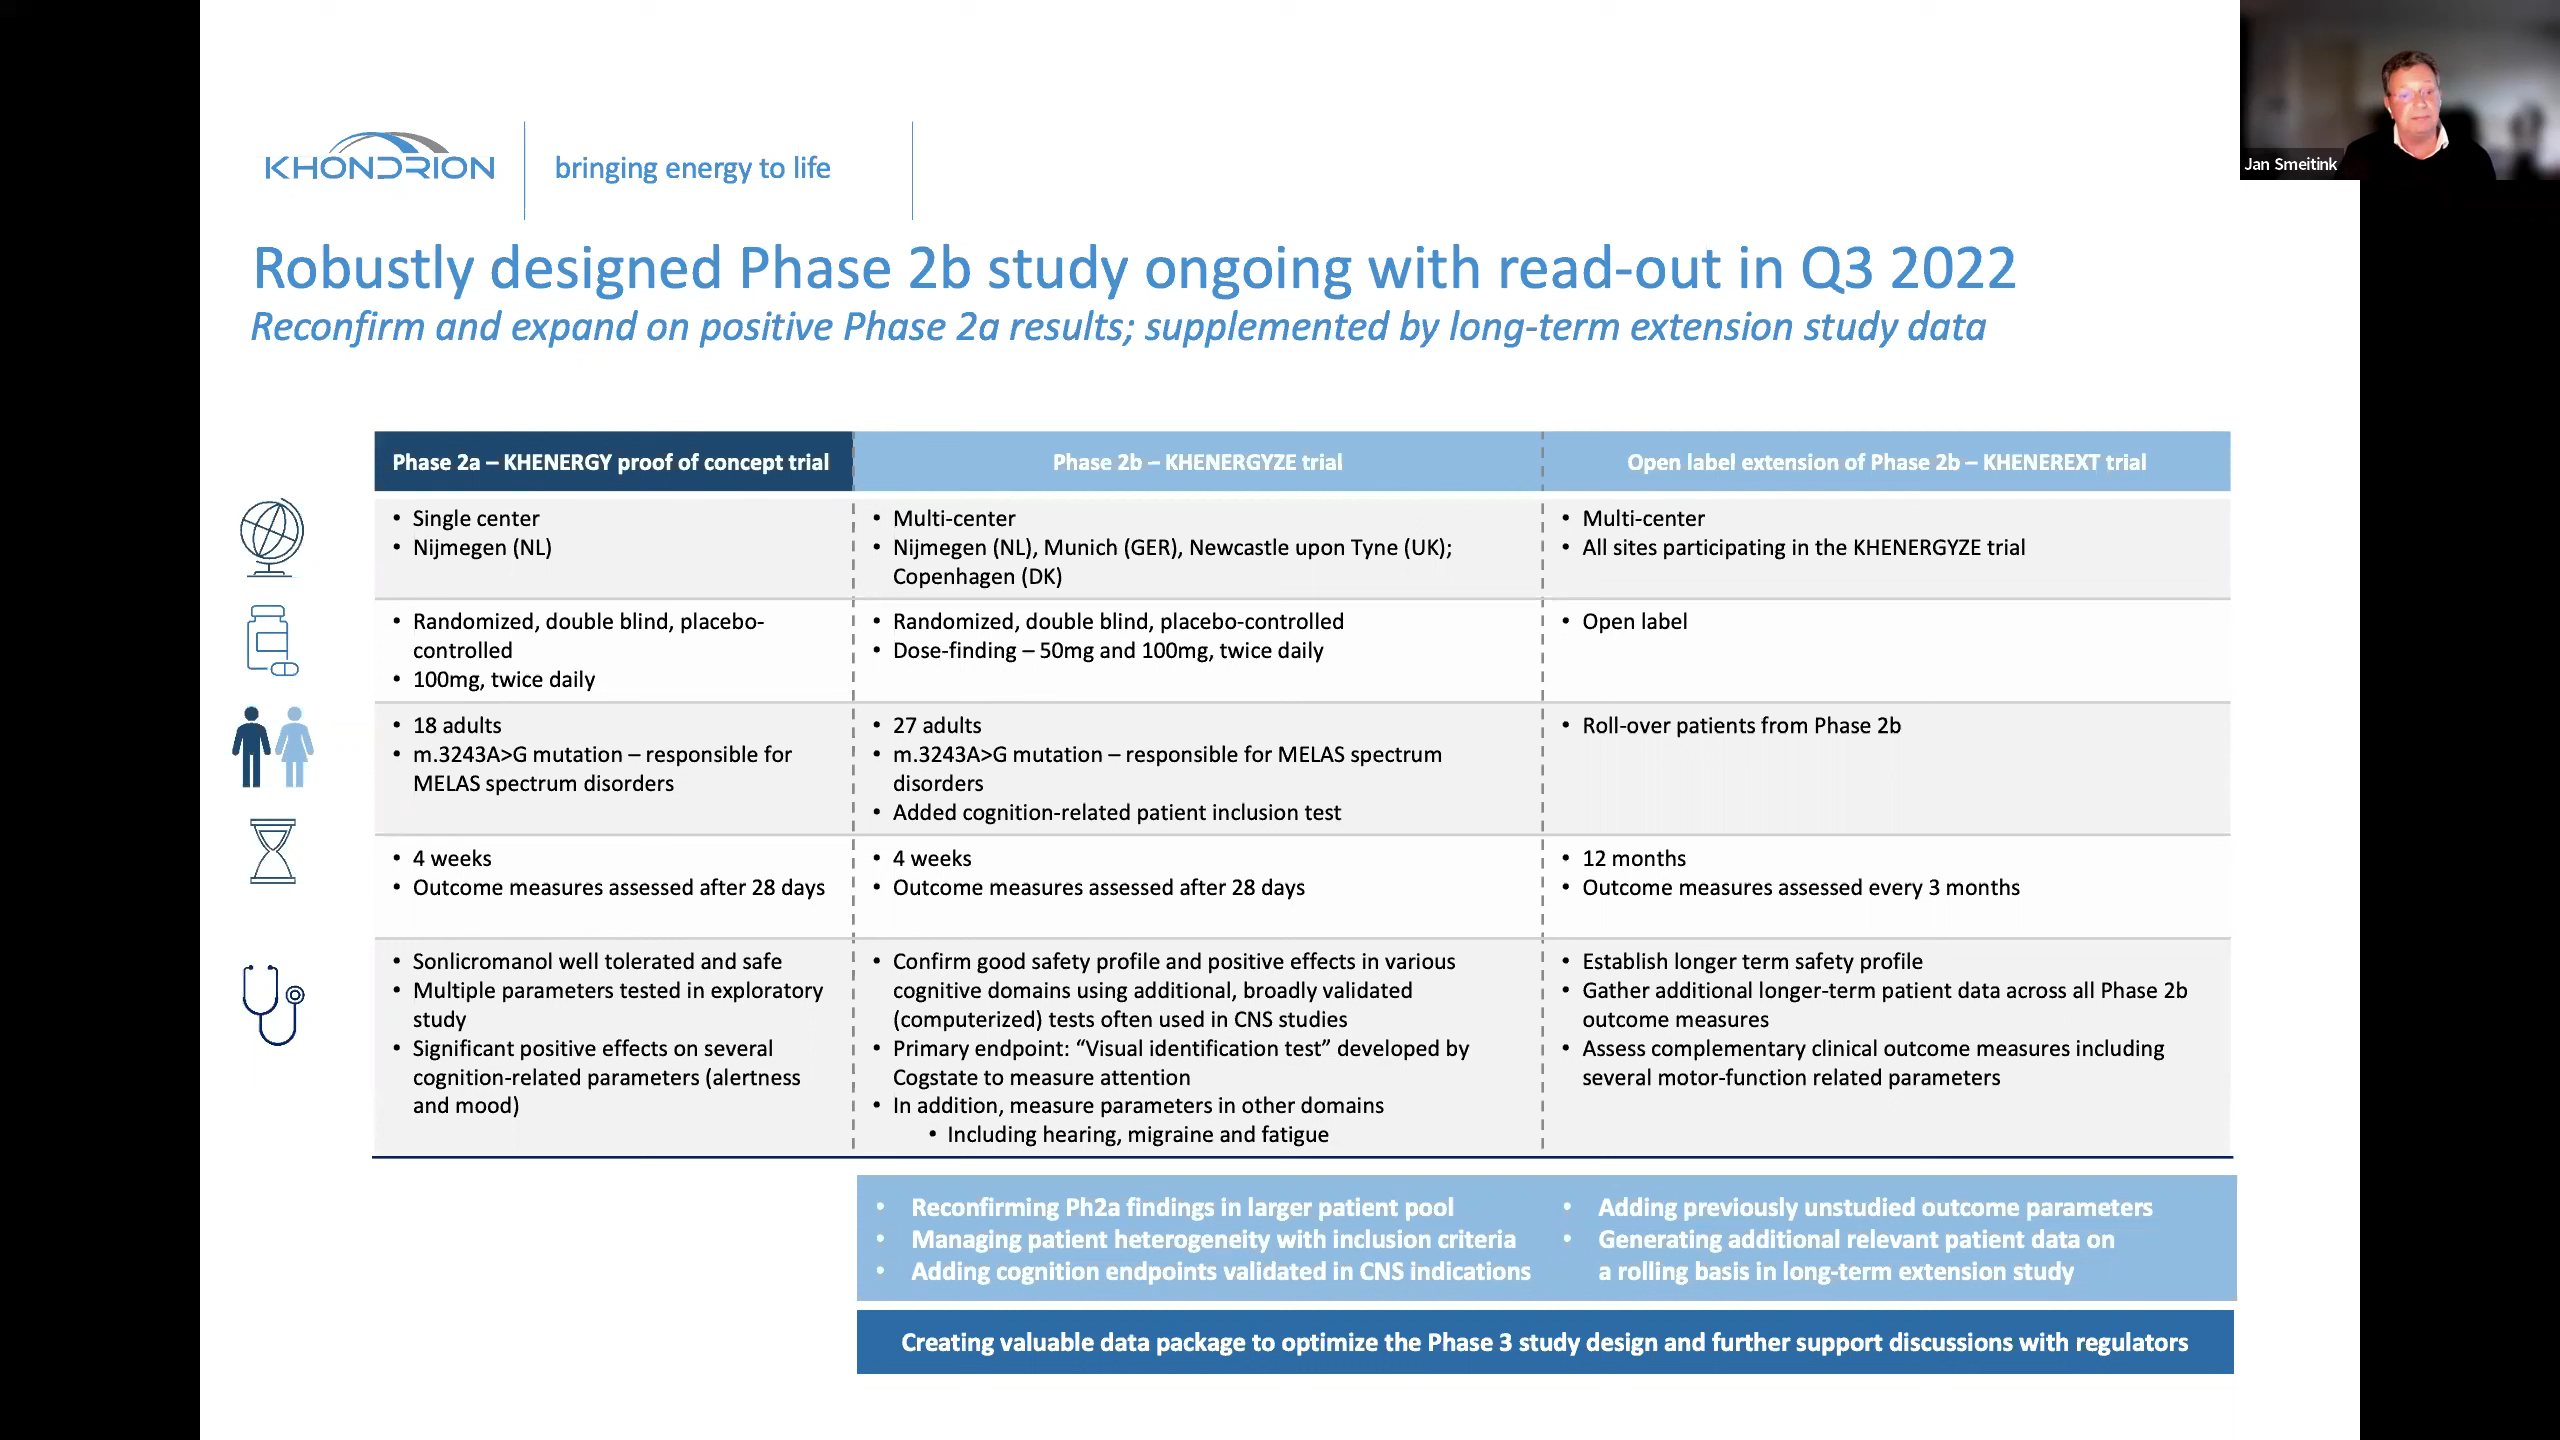 Jan Smeitink
KHONDRION
bringing energy to life
Robustly designed Phase 2b study ongoing with read-out in Q3 2022
Reconfirm and expand on positive Phase 2a results; supplemented by long-term extension study data
Phase 2a – KHENERGY proof of concept trial
Phase 2b – KHENERGYZE trial
Open label extension of Phase 2b – KHENEREXT trial
• Single center
• Nijmegen (NL)
• Multi-center
• Nijmegen (NL), Munich (GER), Newcastle upon Tyne (UK);
Copenhagen (DK)
• Multi-center
• All sites participating in the KHENERGYZE trial
• Randomized, double blind, placebo-
controlled
• 100mg, twice daily
• Randomized, double blind, placebo-controlled
• Dose-finding – 50mg and 100mg, twice daily
• Open label
• 18 adults
• m.3243A>G mutation – responsible for
MELAS spectrum disorders
• 27 adults
• m.3243A>G mutation – responsible for MELAS spectrum
disorders
• Added cognition-related patient inclusion test
• Roll-over patients from Phase 2b
• 4 weeks
• Outcome measures assessed after 28 days
• 4 weeks
• Outcome measures assessed after 28 days
• 12 months
• Outcome measures assessed every 3 months
• Sonlicromanol well tolerated and safe
• Multiple parameters tested in exploratory
study
• Significant positive effects on several
cognition-related parameters (alertness
and mood)
• Confirm good safety profile and positive effects in various
cognitive domains using additional, broadly validated
(computerized) tests often used in CNS studies
• Primary endpoint: “Visual identification test” developed by
Cogstate to measure attention
• In addition, measure parameters in other domains
• Including hearing, migraine and fatigue
• Establish longer term safety profile
• Gather additional longer-term patient data across all Phase 2b
outcome measures
• Assess complementary clinical outcome measures including
several motor-function related parameters
• Reconfirming Ph2a findings in larger patient pool
• Managing patient heterogeneity with inclusion criteria
• Adding cognition endpoints validated in CNS indications
• Adding previously unstudied outcome parameters
• Generating additional relevant patient data on
a rolling basis in long-term extension study
Creating valuable data package to optimize the Phase 3 study design and further support discussions with regulators